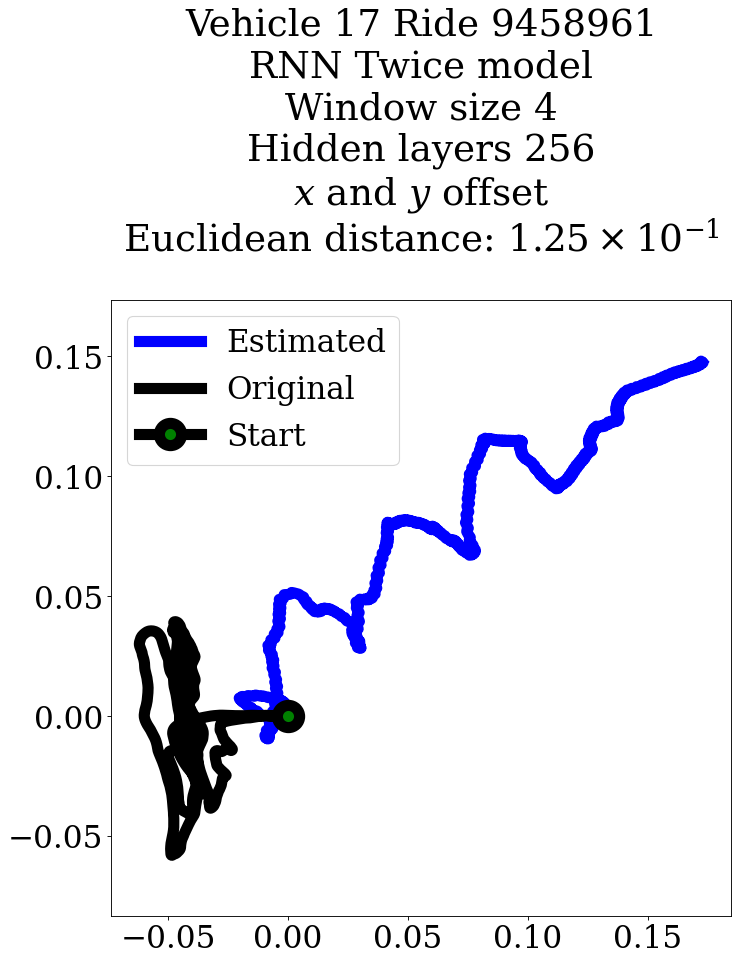 Vehicle 17 Ride 9458961
RNN Twice model
Window size 4
Hidden layers 256
x and y offset
Euclidean distance: 1.25 × 10⁻¹
Estimated
Original
Start
0.15
0.10
0.05
0.00
−0.05
−0.05 0.00 0.05 0.10 0.15